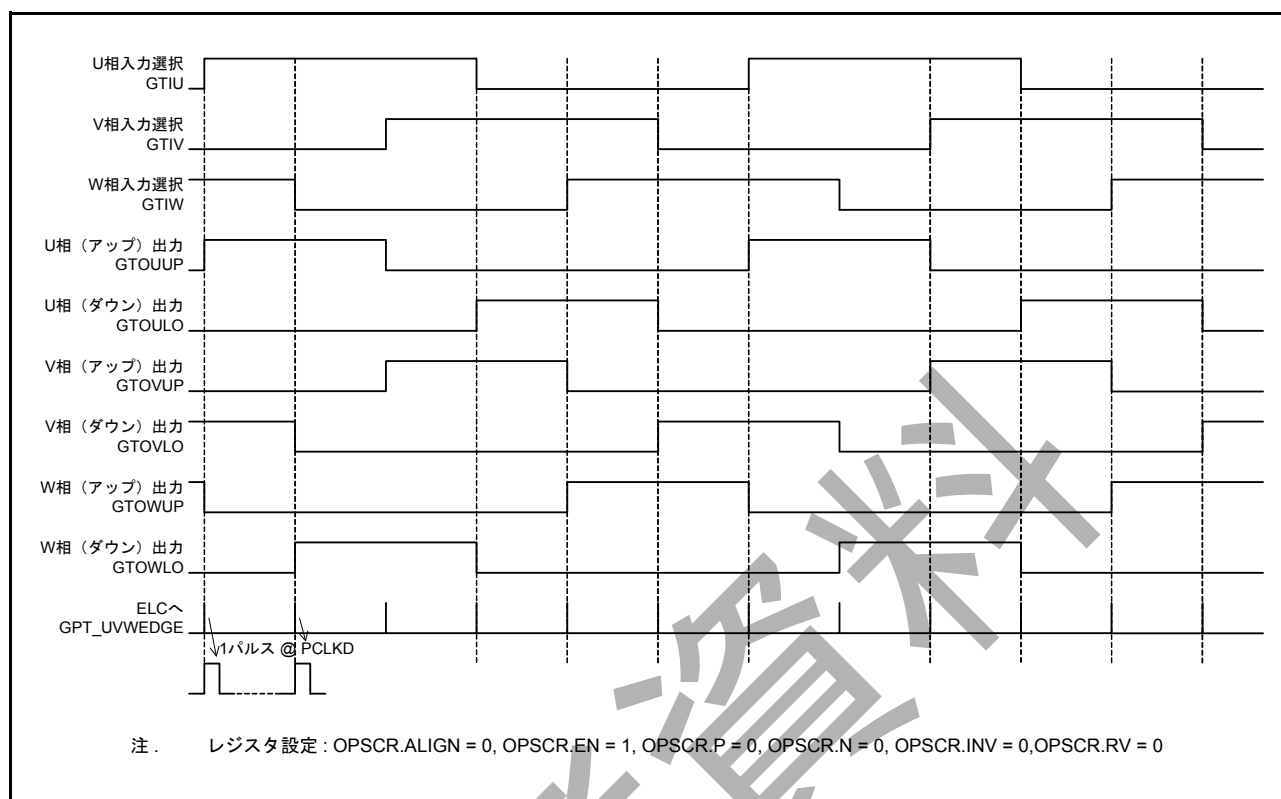 U相入力選択
GTIU
V相入力選択
GTIV
W相入力選択
GTIW
U相（アップ）出力
GTOUUP
U相（ダウン）出力
GTOULO
V相（アップ）出力
GTOVUP
V相（ダウン）出力
GTOVLO
W相（アップ）出力
GTOWUP
W相（ダウン）出力
GTOWLO
ELCへ
GPT_UVWEDGE
1パルス @ PCLKD
注 . レジスタ設定 : OPSCR.ALIGN = 0, OPSCR.EN = 1, OPSCR.P = 0, OPSCR.N = 0, OPSCR.INV = 0,OPSCR.RV = 0
資料